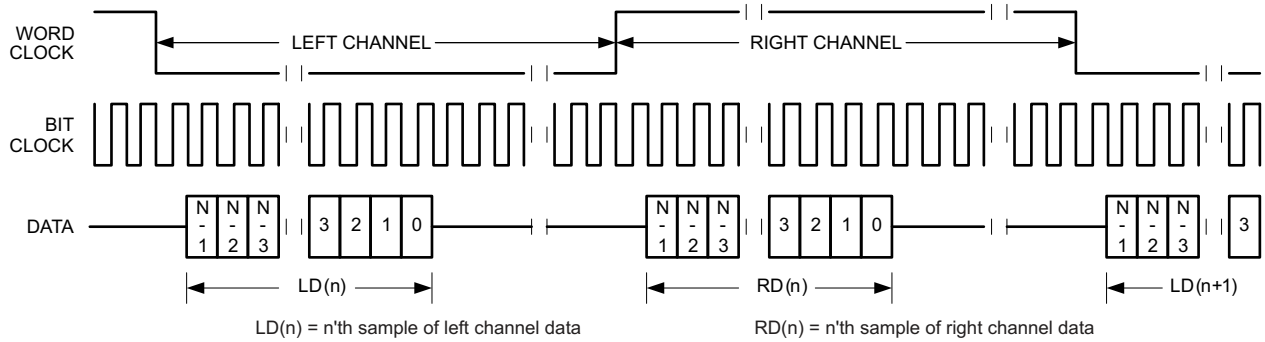 WORD
CLOCK
LEFT CHANNEL
RIGHT CHANNEL
BIT
CLOCK
DATA
N
-
1
N
-
2
N
-
3
3 2 1 0
N
-
1
N
-
2
N
-
3
3 2 1 0
N
-
1
N
-
2
N
-
3
3
LD(n)
RD(n)
LD(n+1)
LD(n) = n'th sample of left channel data
RD(n) = n'th sample of right channel data